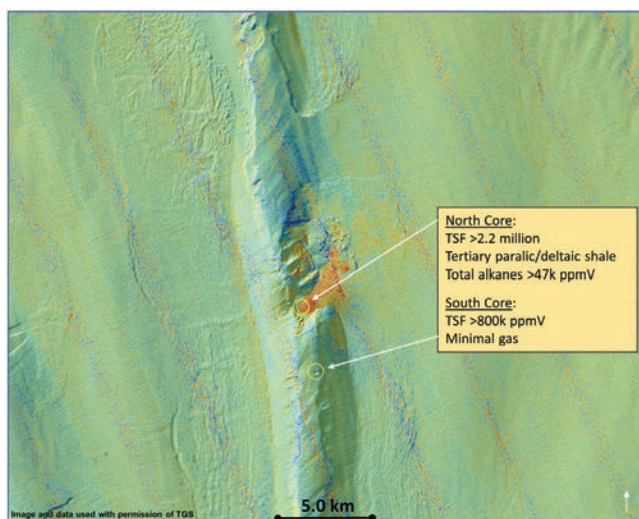 North Core:
TSF >2.2 million
Tertiary paralic/deltaic shale
Total alkanes >47k ppmV
South Core:
TSF >800k ppmV
Minimal gas
5.0 km
Image and data used with permission of TGS